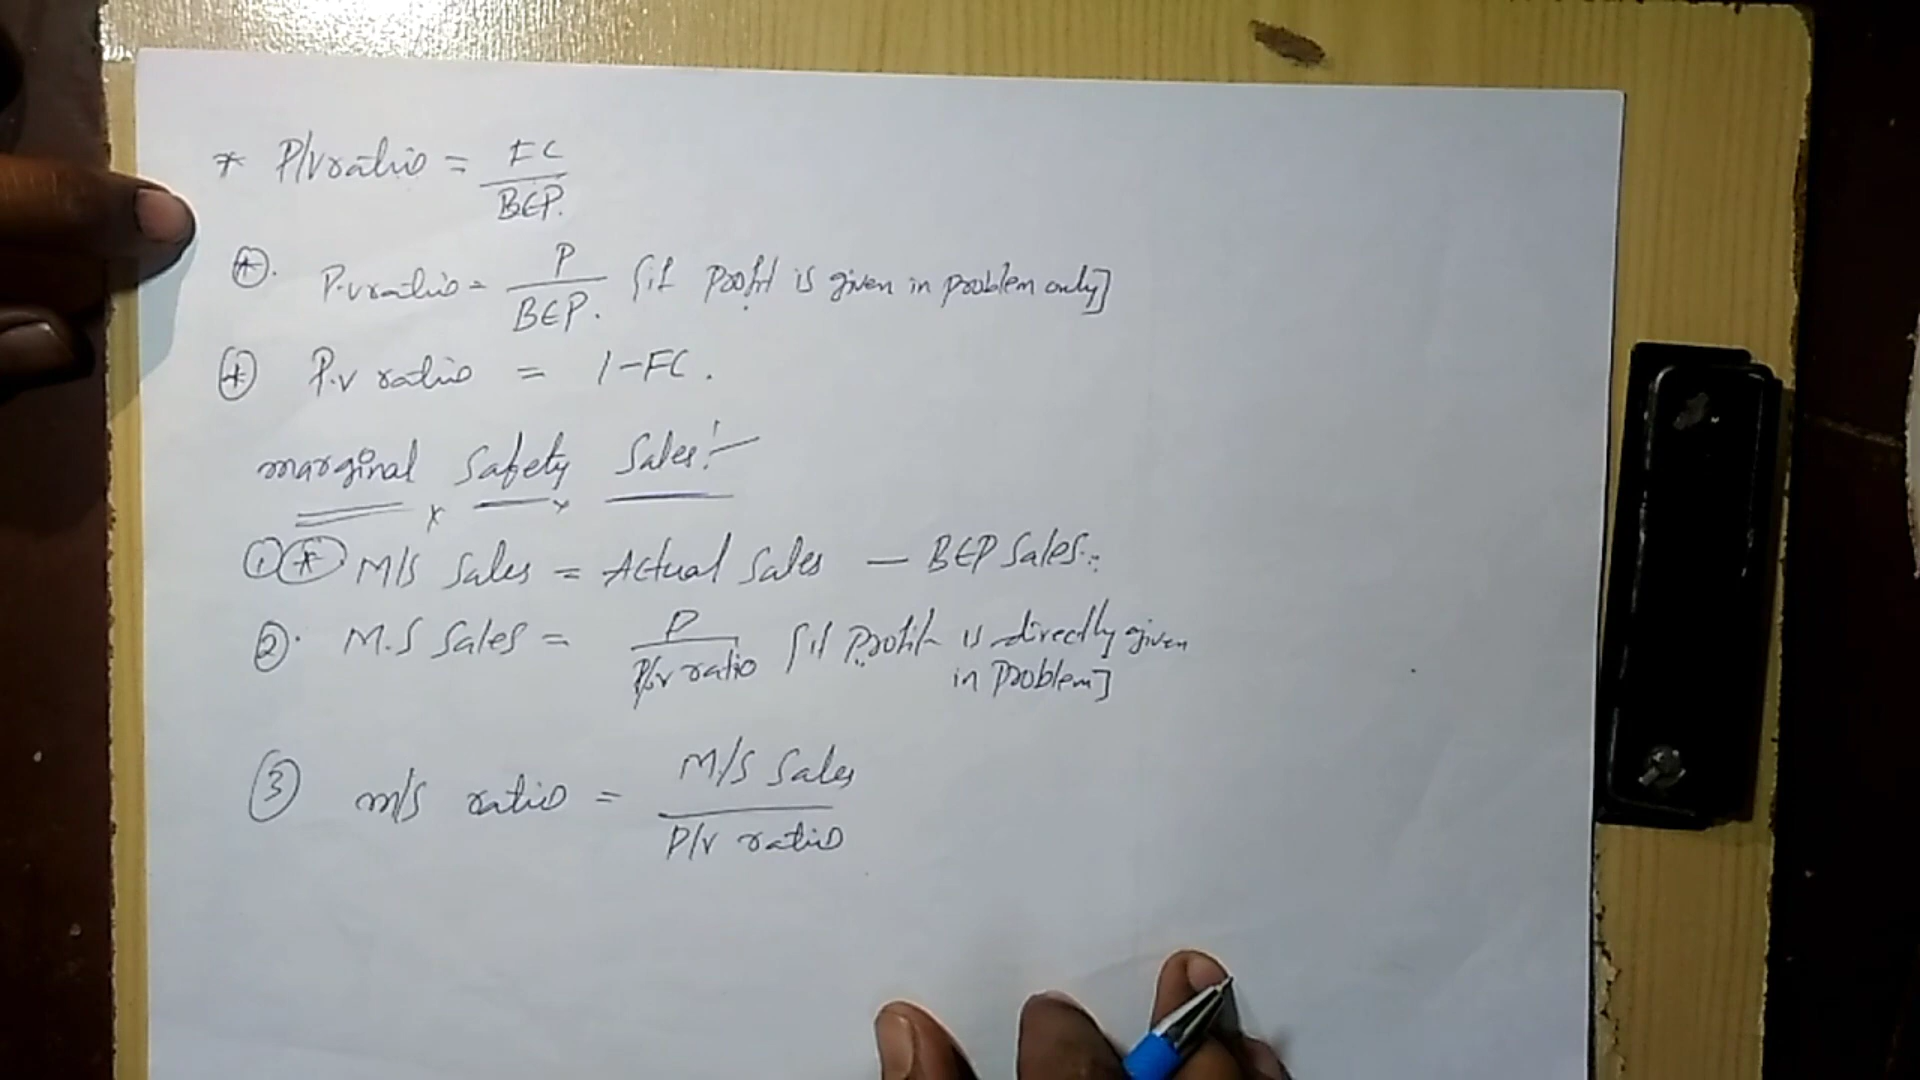 * P/V ratio = FC / BEP.
* . P.v ratio = P / BEP . [if Profit is given in problem only]
* P.v ratio = 1 - FC .
marginal Safety Sales:-
1 * M/S Sales = Actual Sales - BEP Sales.:
2 . M.S Sales = P / P/v ratio [if Profit is directly given
in Problem]
3 m/s ratio = M/S Sales / P/v ratio